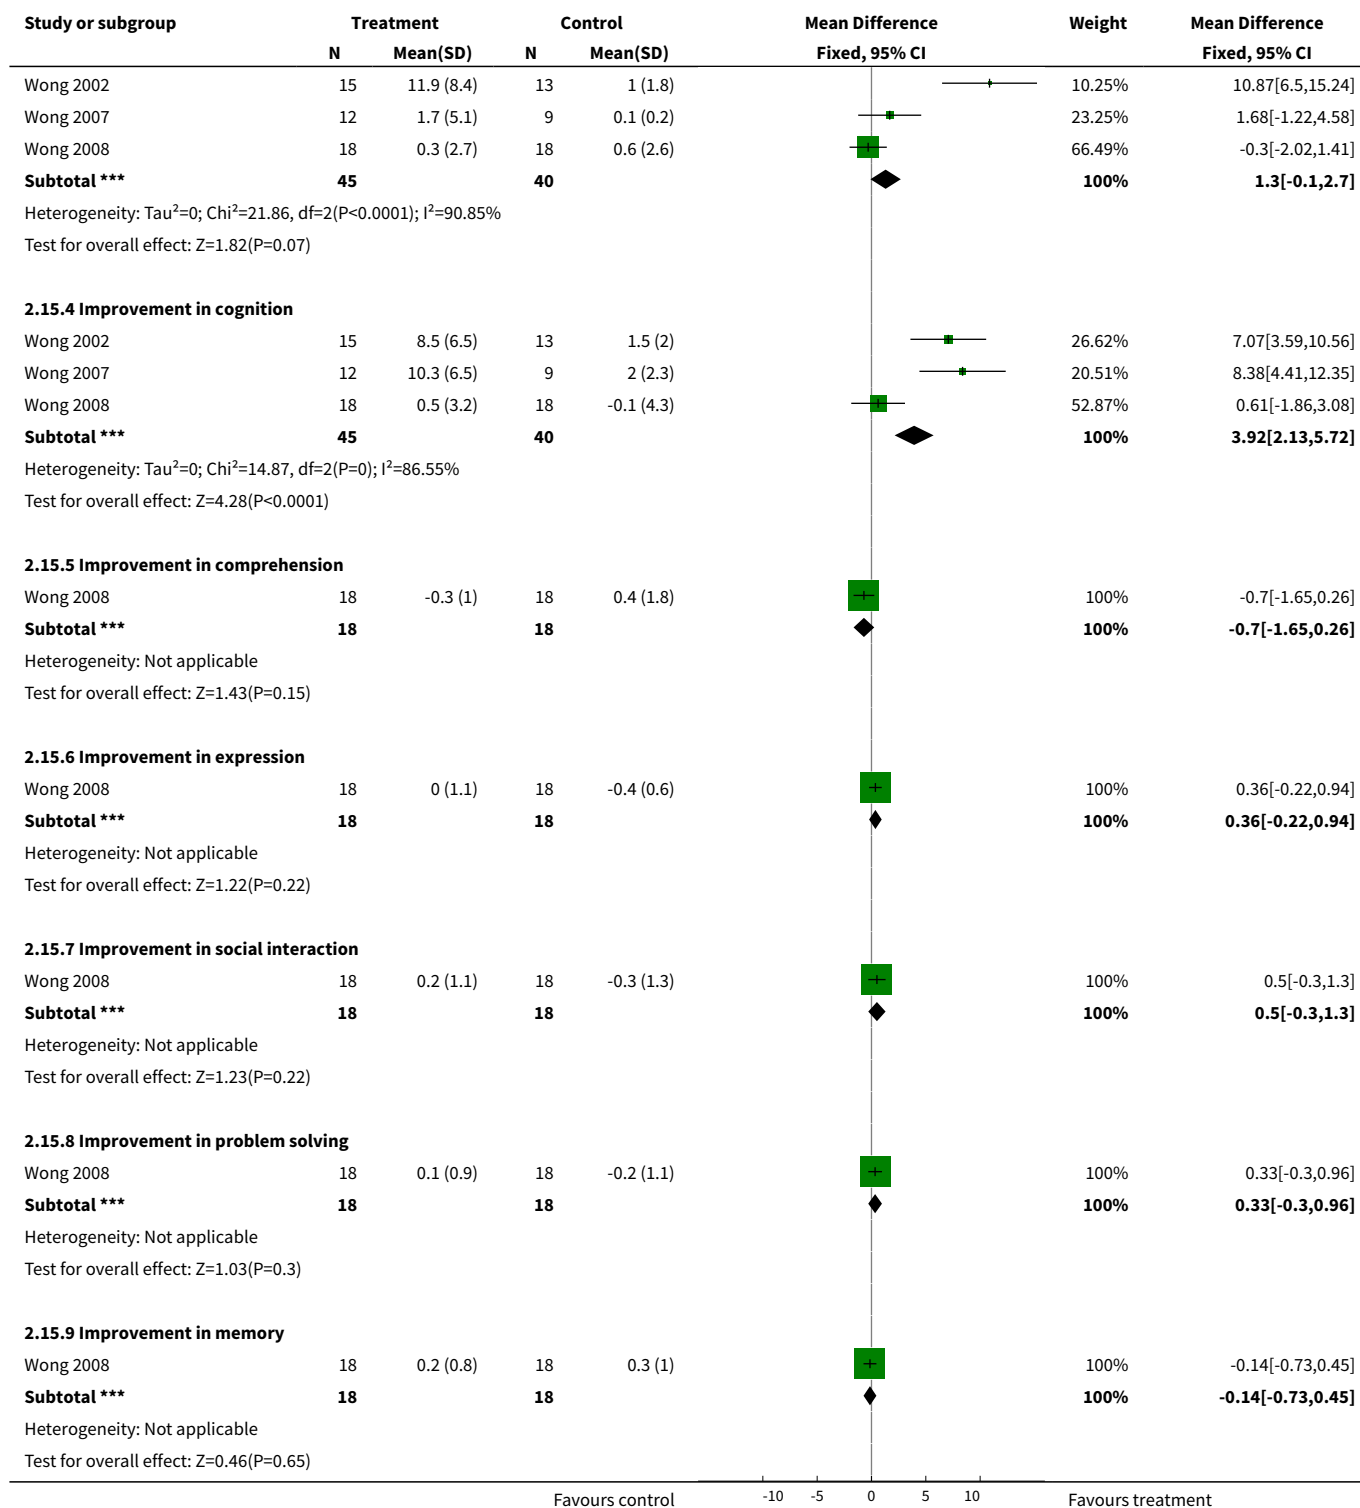 Study or subgroup Treatment Control Mean Difference Weight Mean Difference
N Mean(SD) N Mean(SD) Fixed, 95% CI Fixed, 95% CI
Wong 2002 15 11.9 (8.4) 13 1 (1.8) 10.25% 10.87[6.5,15.24]
Wong 2007 12 1.7 (5.1) 9 0.1 (0.2) 23.25% 1.68[-1.22,4.58]
Wong 2008 18 0.3 (2.7) 18 0.6 (2.6) 66.49% -0.3[-2.02,1.41]
Subtotal *** 45 40 100% 1.3[-0.1,2.7]
Heterogeneity: Tau²=0; Chi²=21.86, df=2(P<0.0001); I²=90.85%
Test for overall effect: Z=1.82(P=0.07)
2.15.4 Improvement in cognition
Wong 2002 15 8.5 (6.5) 13 1.5 (2) 26.62% 7.07[3.59,10.56]
Wong 2007 12 10.3 (6.5) 9 2 (2.3) 20.51% 8.38[4.41,12.35]
Wong 2008 18 0.5 (3.2) 18 -0.1 (4.3) 52.87% 0.61[-1.86,3.08]
Subtotal *** 45 40 100% 3.92[2.13,5.72]
Heterogeneity: Tau²=0; Chi²=14.87, df=2(P=0); I²=86.55%
Test for overall effect: Z=4.28(P<0.0001)
2.15.5 Improvement in comprehension
Wong 2008 18 -0.3 (1) 18 0.4 (1.8) 100% -0.7[-1.65,0.26]
Subtotal *** 18 18 100% -0.7[-1.65,0.26]
Heterogeneity: Not applicable
Test for overall effect: Z=1.43(P=0.15)
2.15.6 Improvement in expression
Wong 2008 18 0 (1.1) 18 -0.4 (0.6) 100% 0.36[-0.22,0.94]
Subtotal *** 18 18 100% 0.36[-0.22,0.94]
Heterogeneity: Not applicable
Test for overall effect: Z=1.22(P=0.22)
2.15.7 Improvement in social interaction
Wong 2008 18 0.2 (1.1) 18 -0.3 (1.3) 100% 0.5[-0.3,1.3]
Subtotal *** 18 18 100% 0.5[-0.3,1.3]
Heterogeneity: Not applicable
Test for overall effect: Z=1.23(P=0.22)
2.15.8 Improvement in problem solving
Wong 2008 18 0.1 (0.9) 18 -0.2 (1.1) 100% 0.33[-0.3,0.96]
Subtotal *** 18 18 100% 0.33[-0.3,0.96]
Heterogeneity: Not applicable
Test for overall effect: Z=1.03(P=0.3)
2.15.9 Improvement in memory
Wong 2008 18 0.2 (0.8) 18 0.3 (1) 100% -0.14[-0.73,0.45]
Subtotal *** 18 18 100% -0.14[-0.73,0.45]
Heterogeneity: Not applicable
Test for overall effect: Z=0.46(P=0.65)
Favours control -10 -5 0 5 10 Favours treatment